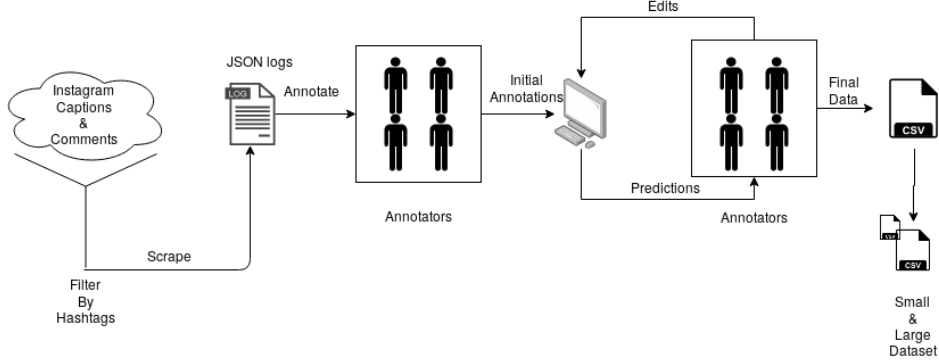 Edits
JSON logs
Instagram
Captions
&
Comments
LOG
Annotate
Initial
Annotations
Final
Data
CSV
Predictions
Annotators
Annotators
Scrape
CSV
CSV
Filter
By
Hashtags
Small
&
Large
Dataset